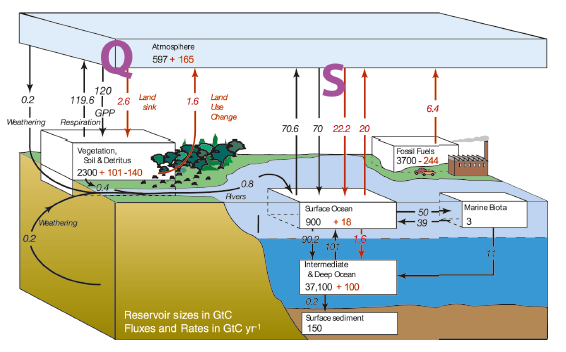 Atmosphere
597 + 165
Q
S
0.2
Weathering
119.6
Respiration
120
GPP
2.6
Land
sink
1.6
Land
Use
Change
70.6
70
22.2
20
6.4
Fossil Fuels
3700 - 244
Vegetation,
Soil & Detritus
2300 + 101 -140
0.4
0.8
Rivers
Weathering
0.2
Surface Ocean
900 + 18
50
39
Marine Biota
3
90.2
101
1.6
11
Intermediate
& Deep Ocean
37,100 + 100
0.2
Surface sediment
150
Reservoir sizes in GtC
Fluxes and Rates in GtC yr-1